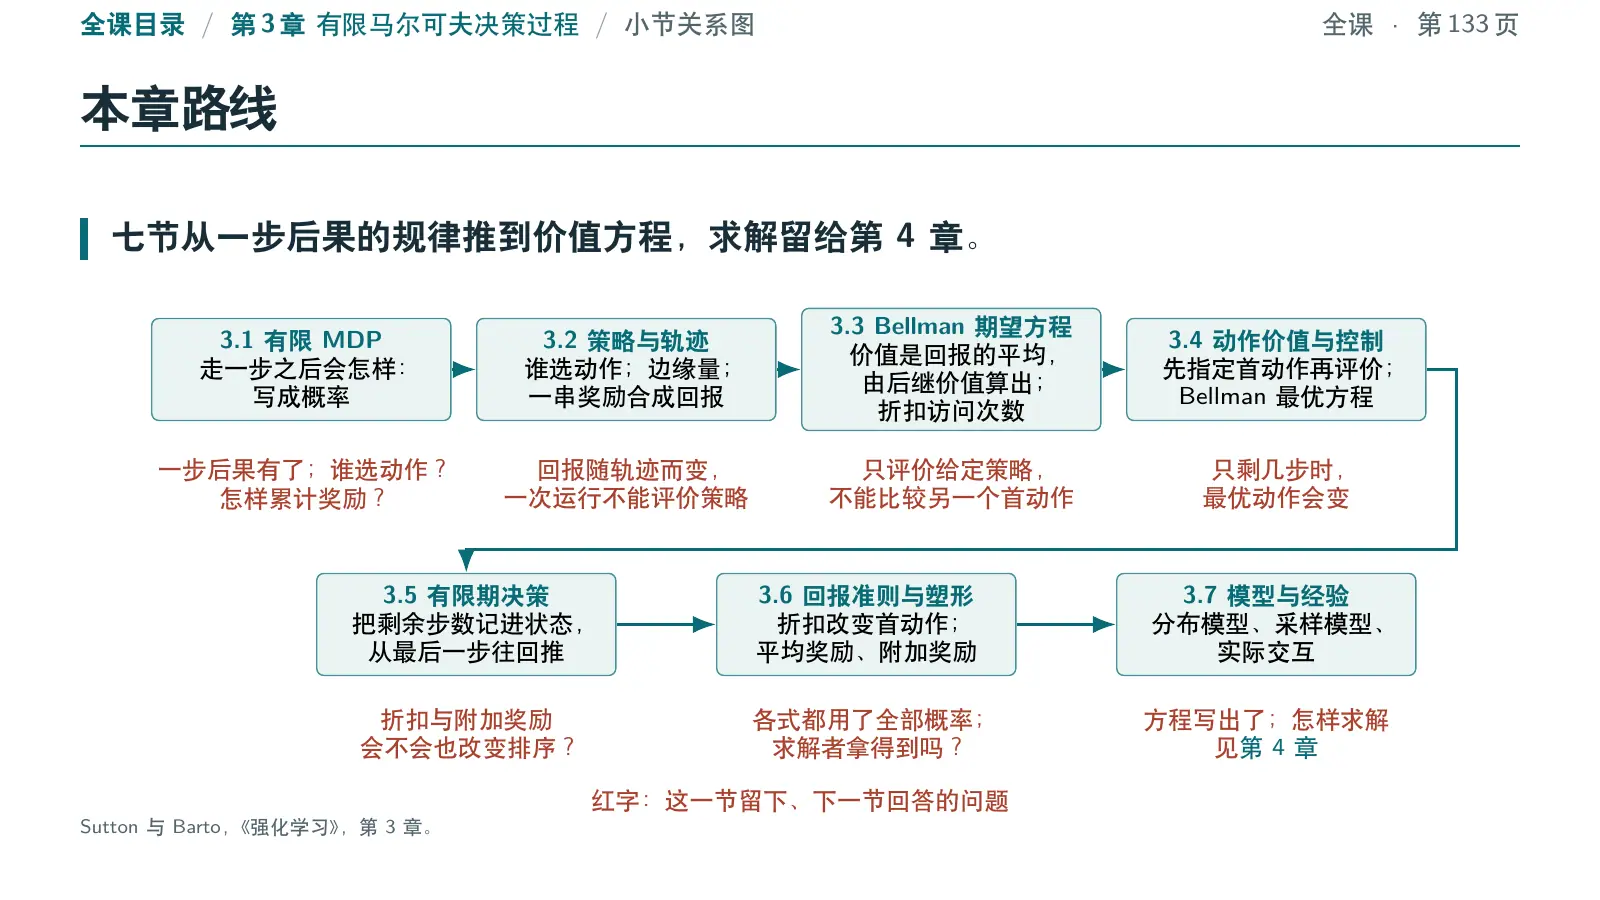 全课目录 / 第 3 章 有限马尔可夫决策过程 / 小节关系图
全课 · 第 133 页
本章路线
七节从一步后果的规律推到价值方程，求解留给第 4 章。
3.1 有限 MDP
走一步之后会怎样：
写成概率
3.2 策略与轨迹
谁选动作；边缘量；
一串奖励合成回报
3.3 Bellman 期望方程
价值是回报的平均，
由后继价值算出；
折扣访问次数
3.4 动作价值与控制
先指定首动作再评价；
Bellman 最优方程
一步后果有了；谁选动作？
怎样累计奖励？
回报随轨迹而变，
一次运行不能评价策略
只评价给定策略，
不能比较另一个首动作
只剩几步时，
最优动作会变
3.5 有限期决策
把剩余步数记进状态，
从最后一步往回推
3.6 回报准则与塑形
折扣改变首动作；
平均奖励、附加奖励
3.7 模型与经验
分布模型、采样模型、
实际交互
折扣与附加奖励
会不会也改变排序？
各式都用了全部概率；
求解者拿得到吗？
方程写出了；怎样求解
见第 4 章
红字：这一节留下、下一节回答的问题
Sutton 与 Barto，《强化学习》，第 3 章。